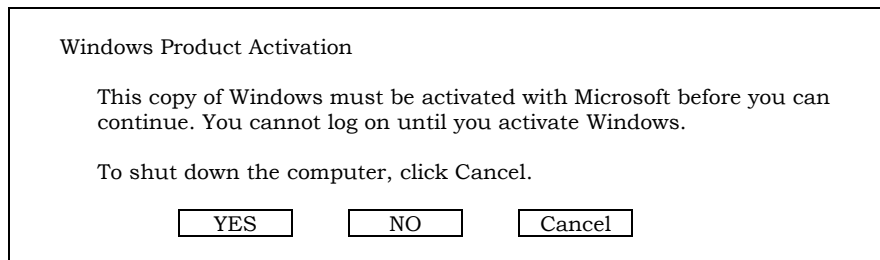 Windows Product Activation
This copy of Windows must be activated with Microsoft before you can
continue. You cannot log on until you activate Windows.
To shut down the computer, click Cancel.
YES NO Cancel